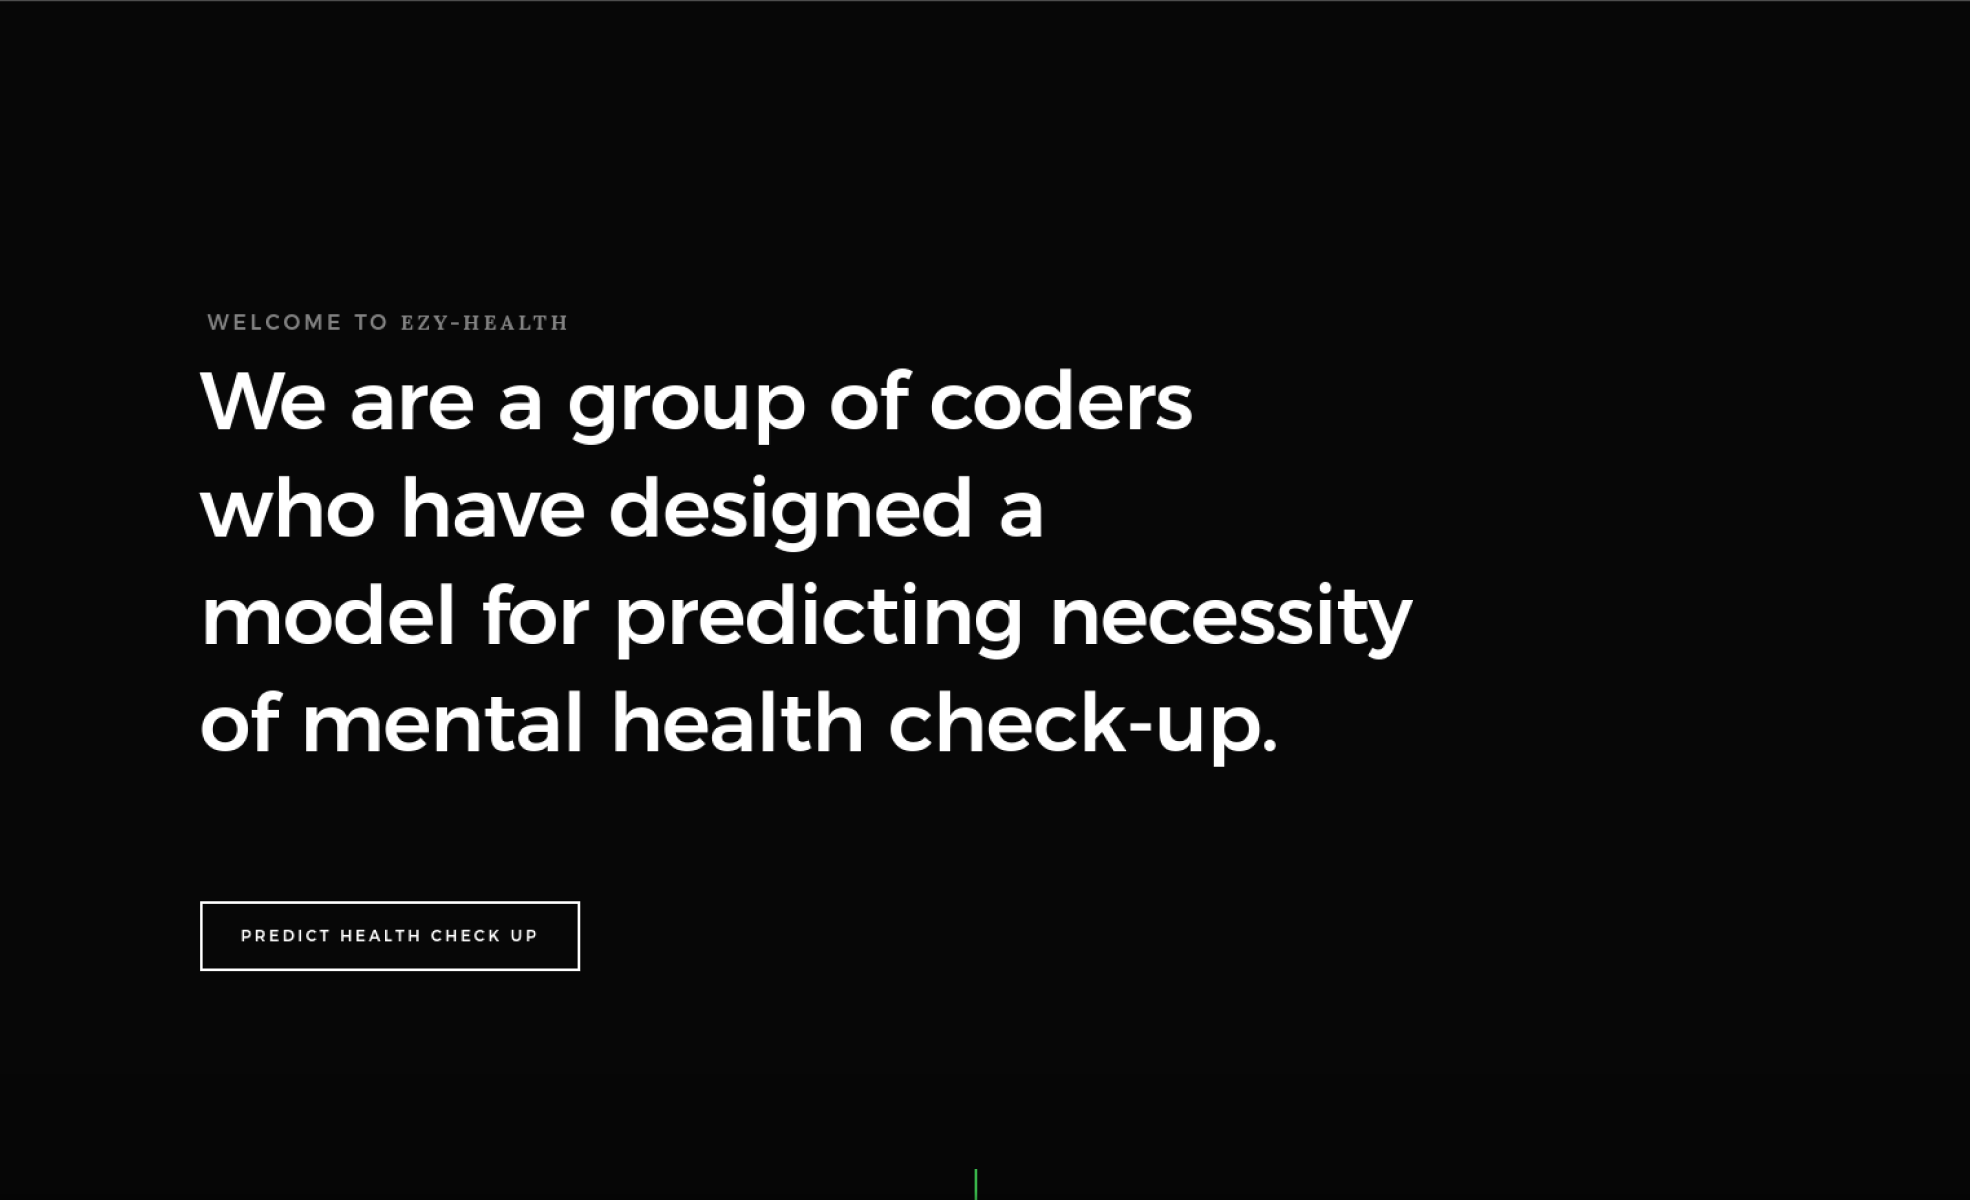 WELCOME TO EZY-HEALTH
We are a group of coders
who have designed a
model for predicting necessity
of mental health check-up.
PREDICT HEALTH CHECK UP